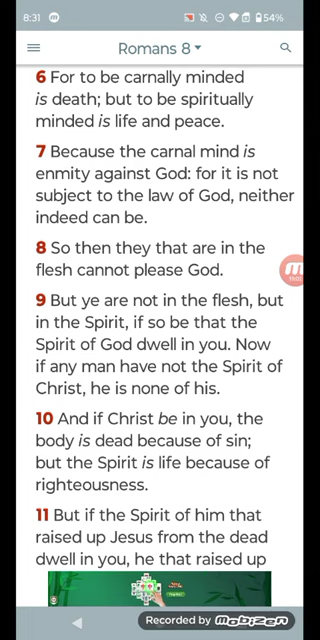 8:31
54%
Romans 8
6 For to be carnally minded
is death; but to be spiritually
minded is life and peace.
7 Because the carnal mind is
enmity against God: for it is not
subject to the law of God, neither
indeed can be.
8 So then they that are in the
flesh cannot please God.
9 But ye are not in the flesh, but
in the Spirit, if so be that the
Spirit of God dwell in you. Now
if any man have not the Spirit of
Christ, he is none of his.
10 And if Christ be in you, the
body is dead because of sin;
but the Spirit is life because of
righteousness.
11 But if the Spirit of him that
raised up Jesus from the dead
dwell in you, he that raised up
Recorded by Mobizen